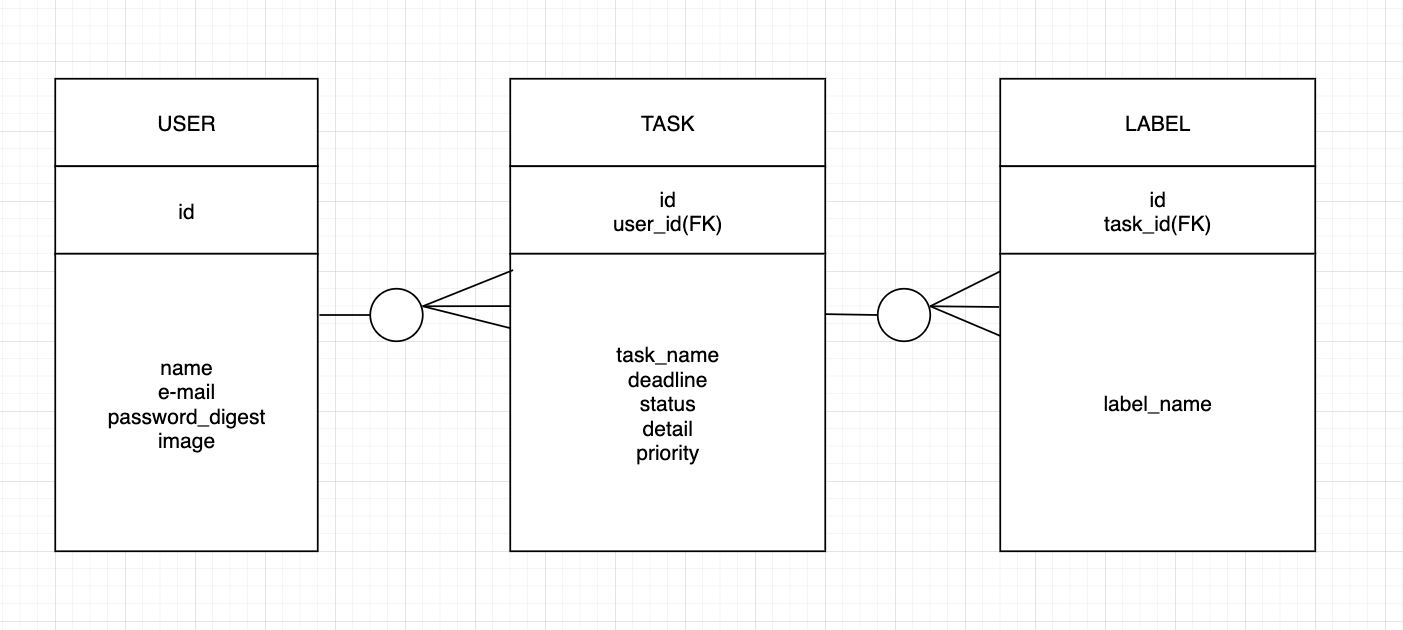 USER
id
name
e-mail
password_digest
image
TASK
id
user_id(FK)
task_name
deadline
status
detail
priority
LABEL
id
task_id(FK)
label_name